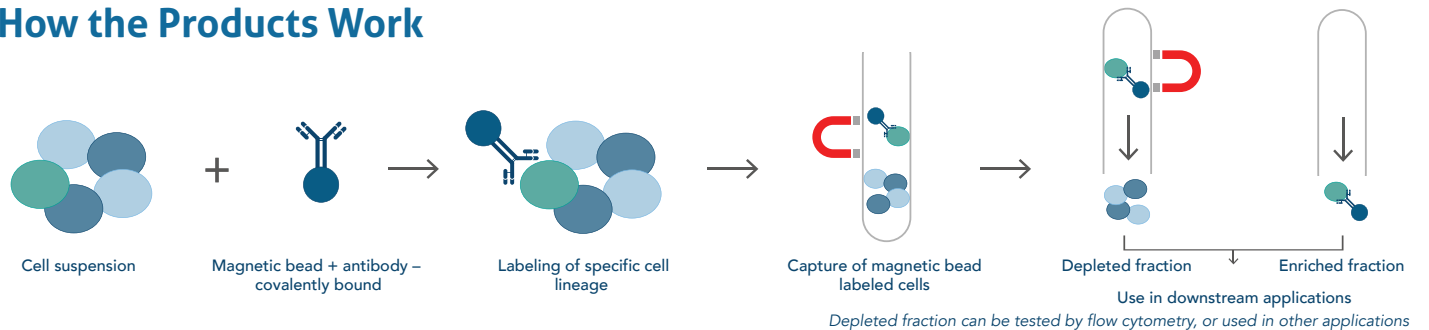 How the Products Work
+
Cell suspension
Magnetic bead + antibody –
covalently bound
Labeling of specific cell
lineage
Capture of magnetic bead
labeled cells
Depleted fraction
Enriched fraction
Use in downstream applications
Depleted fraction can be tested by flow cytometry, or used in other applications